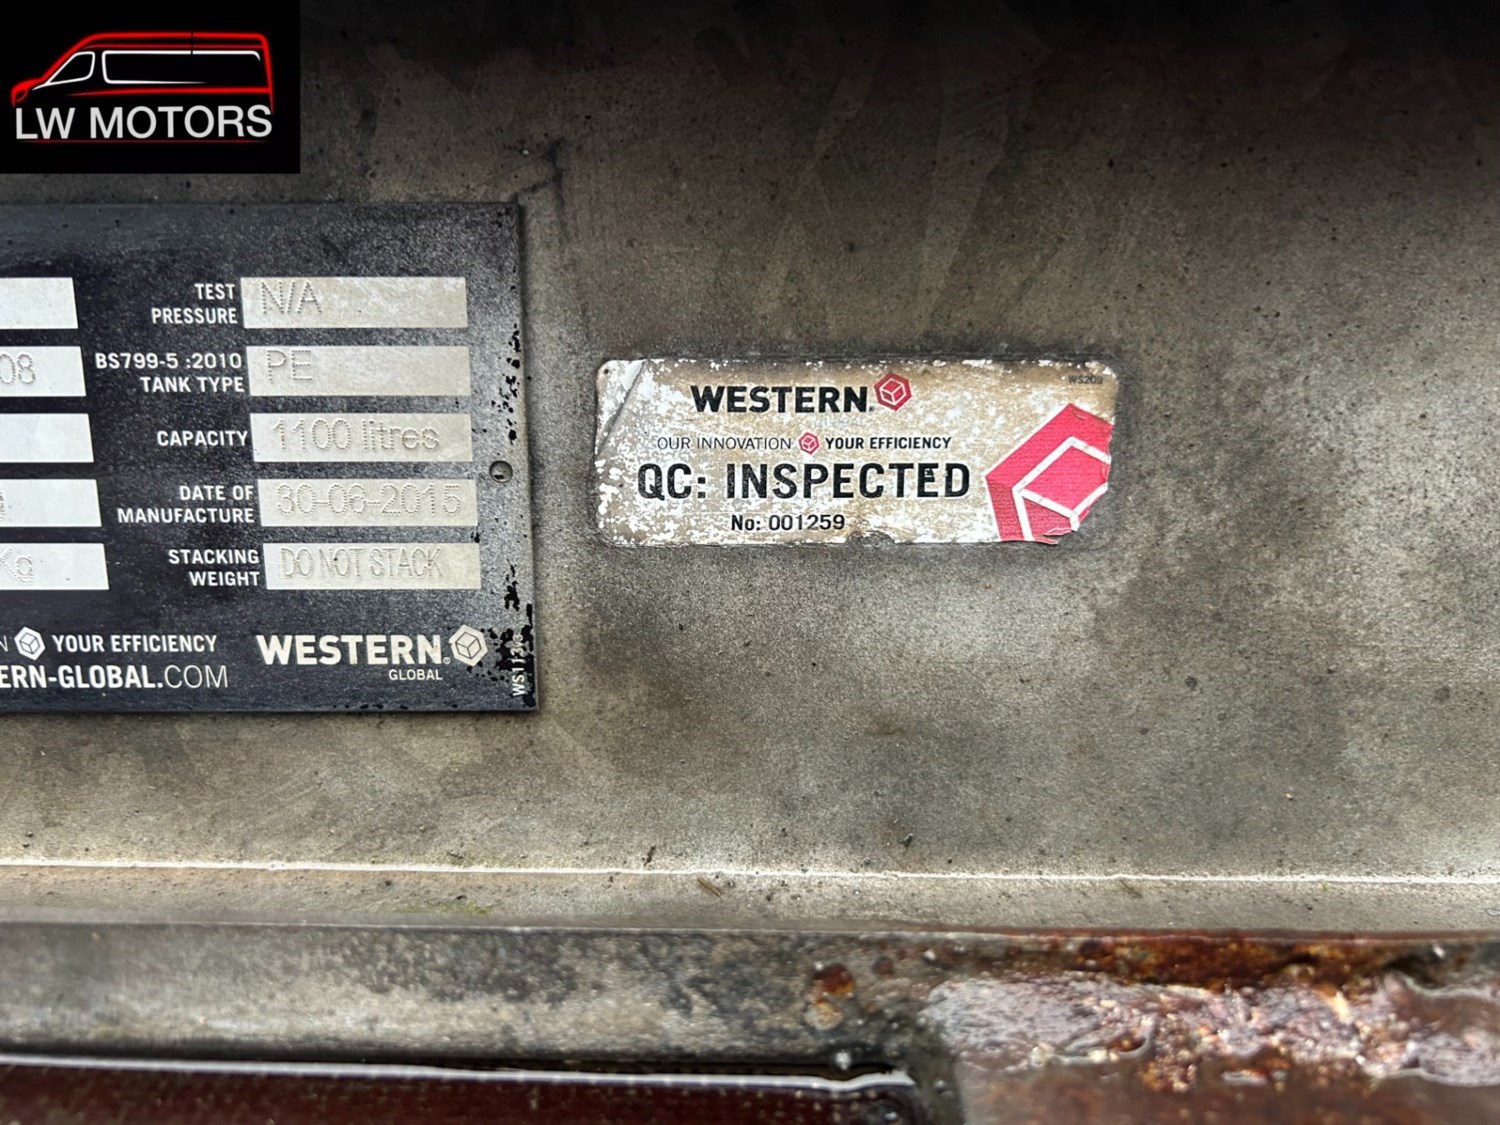 LW MOTORS
TEST
PRESSURE
N/A
08
BS799-5 :2010
TANK TYPE
PE
CAPACITY
1100 litres
DATE OF
MANUFACTURE
30-06-2015
Kg
STACKING
WEIGHT
DO NOT STACK
N YOUR EFFICIENCY
ERN-GLOBAL.COM
WESTERN
GLOBAL
WS209
WESTERN
OUR INNOVATION YOUR EFFICIENCY
QC: INSPECTED
No: 001259